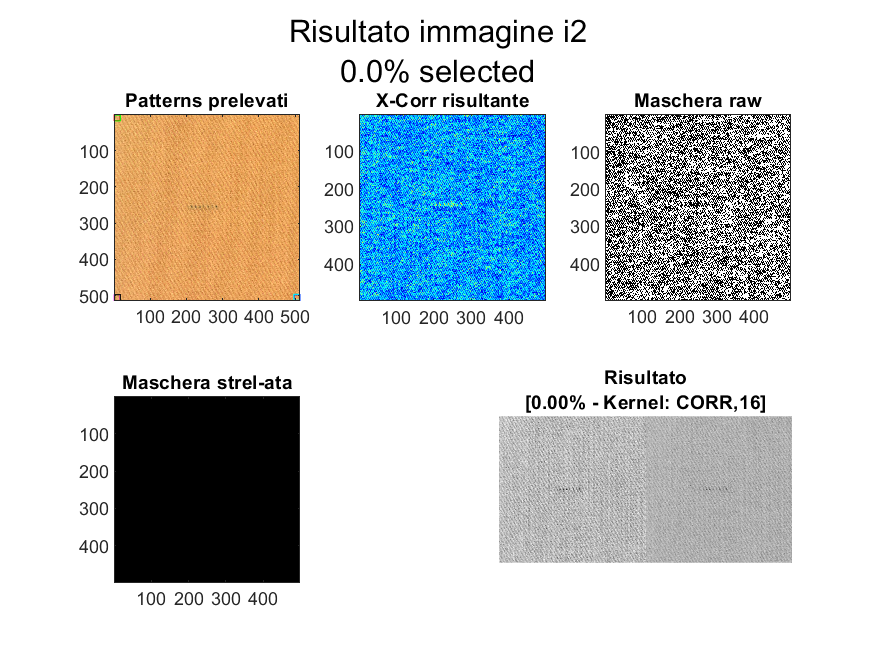 Risultato immagine i2
0.0% selected
Patterns prelevati
X-Corr risultante
Maschera raw
100
200
300
400
500
100 200 300 400 500
100
200
300
400
100 200 300 400
100
200
300
400
100 200 300 400
Maschera strel-ata
100
200
300
400
100 200 300 400
Risultato
[0.00% - Kernel: CORR,16]